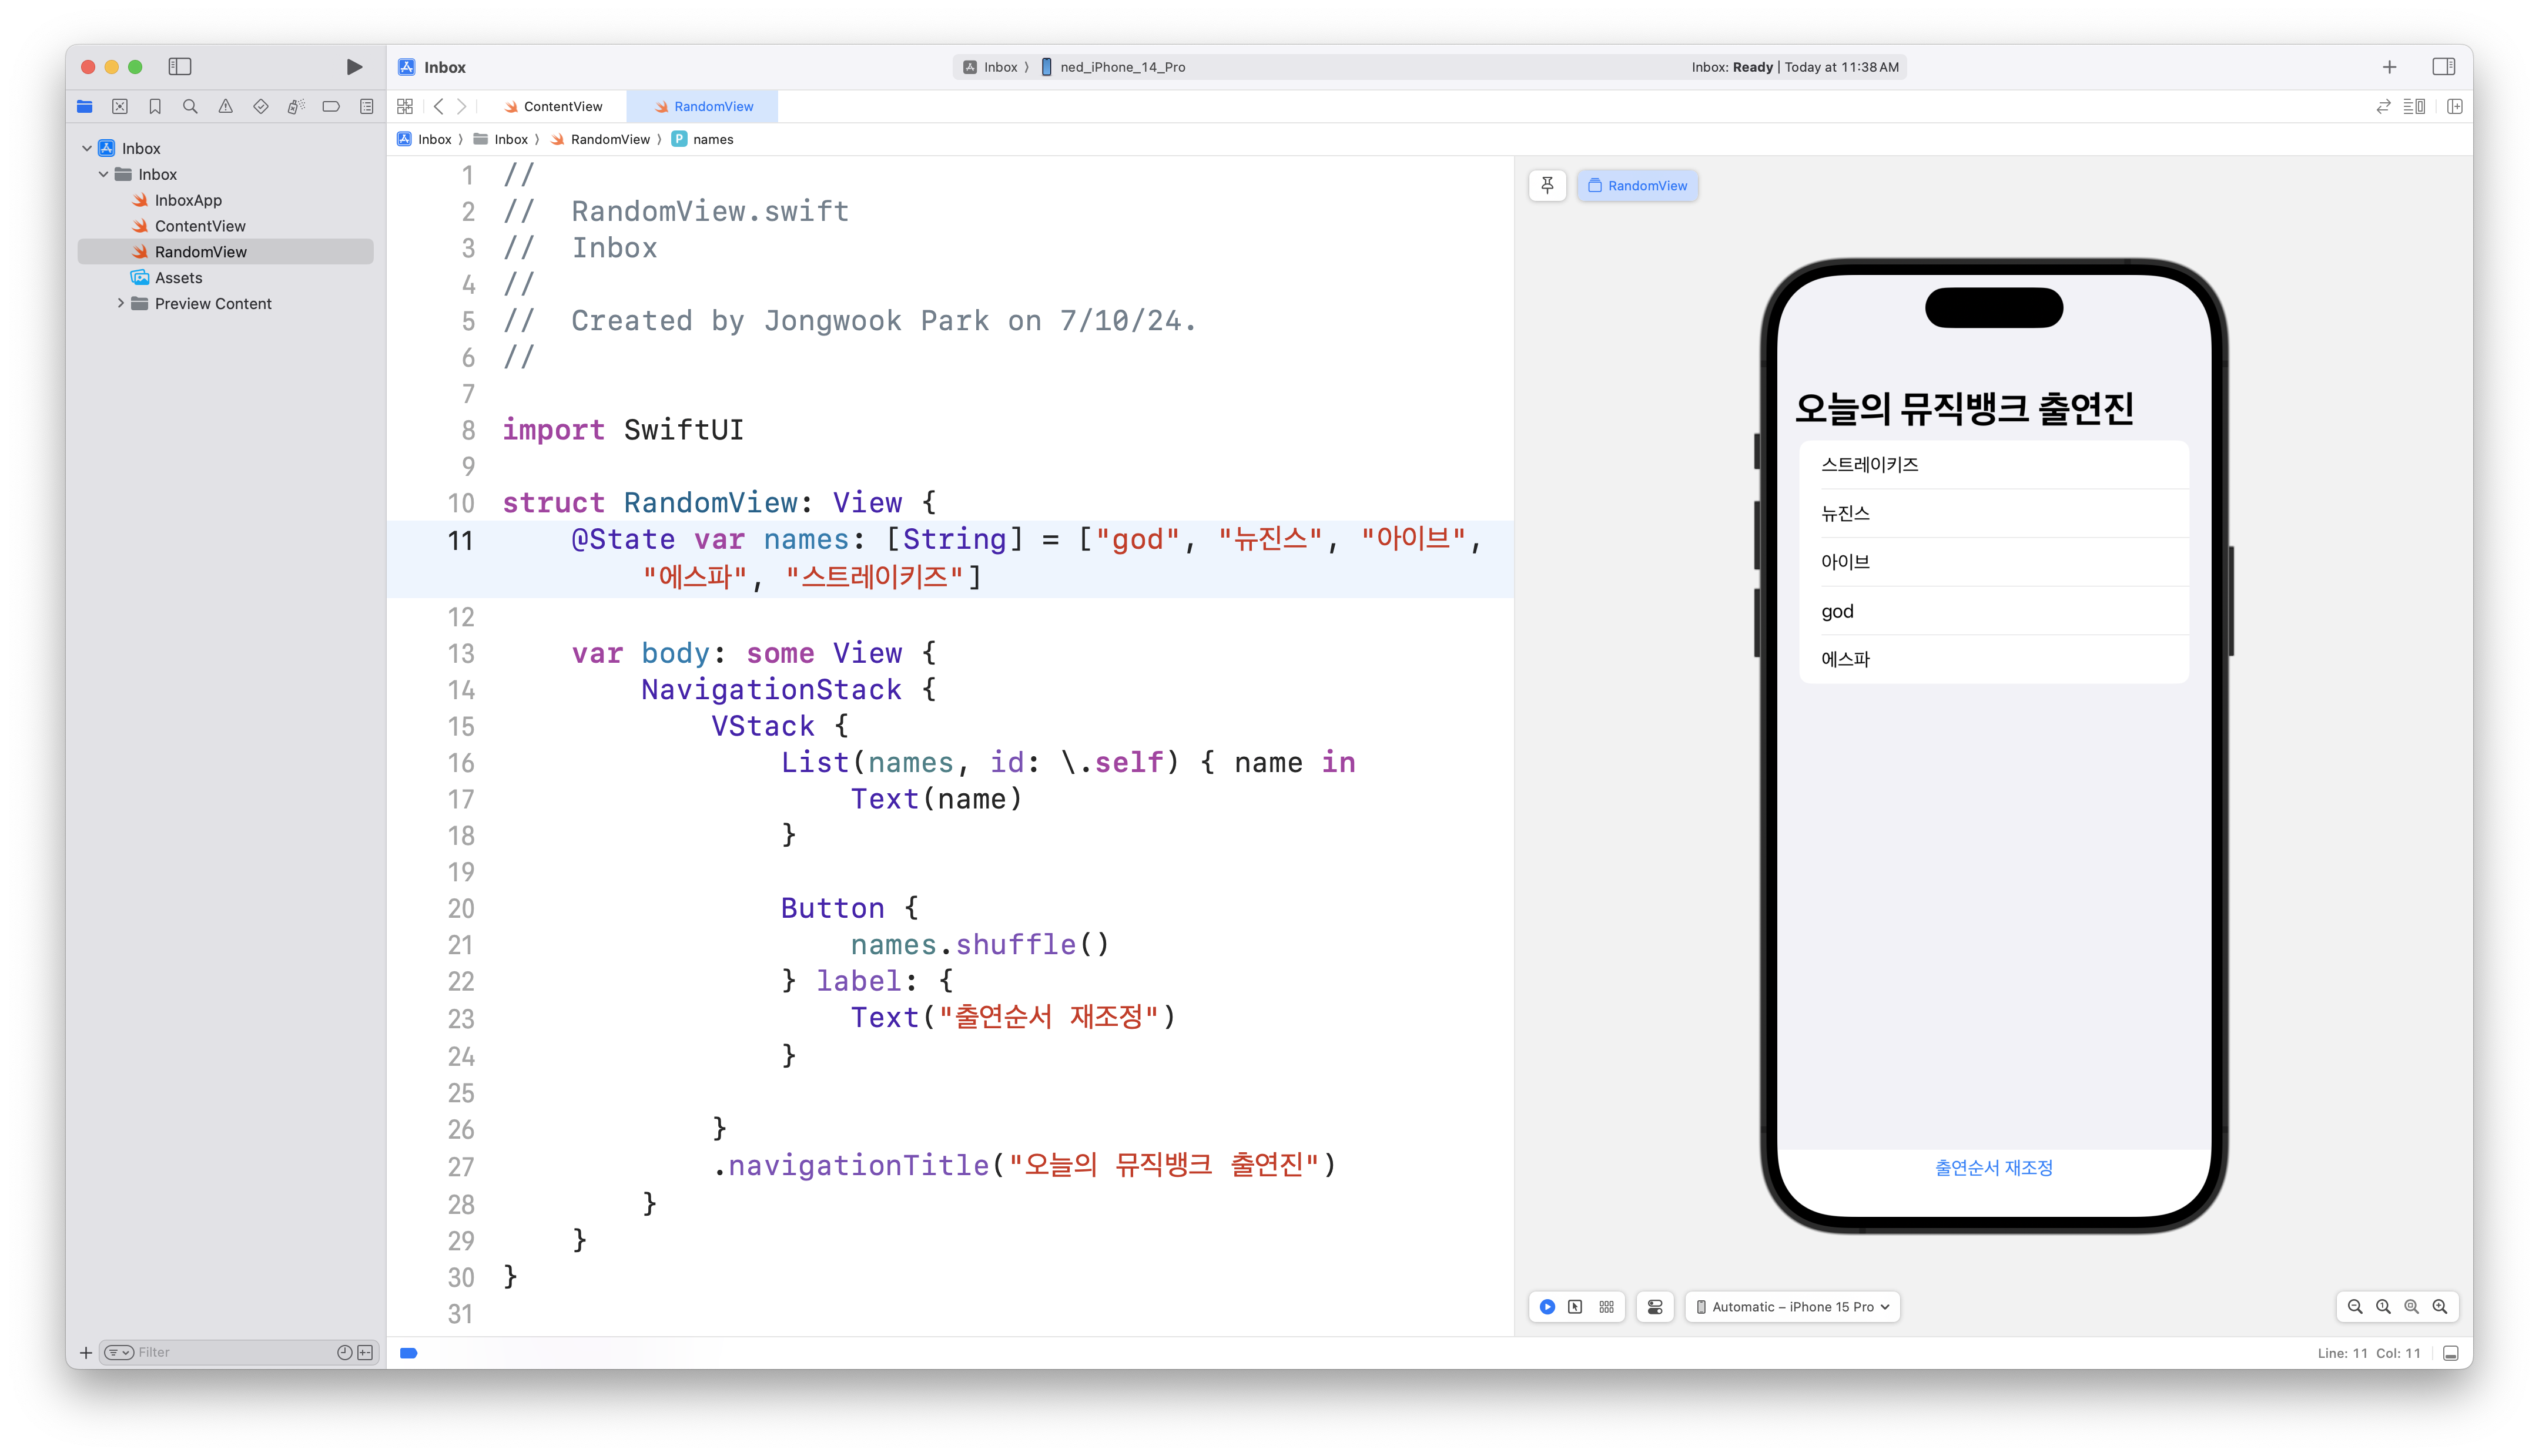 Inbox
Inbox 〉 ned_iPhone_14_Pro
Inbox: Ready | Today at 11:38 AM
ContentView
RandomView
Inbox 〉 Inbox 〉 RandomView 〉 P names
Inbox
Inbox
InboxApp
ContentView
RandomView
Assets
Preview Content
1 //
2 //  RandomView.swift
3 //  Inbox
4 //
5 //  Created by Jongwook Park on 7/10/24.
6 //
7
8 import SwiftUI
9
10 struct RandomView: View {
11     @State var names: [String] = ["god", "뉴진스", "아이브",
"에스파", "스트레이키즈"]
12
13     var body: some View {
14         NavigationStack {
15             VStack {
16                 List(names, id: \.self) { name in
17                     Text(name)
18                 }
19
20                 Button {
21                     names.shuffle()
22                 } label: {
23                     Text("출연순서 재조정")
24                 }
25
26             }
27             .navigationTitle("오늘의 뮤직뱅크 출연진")
28         }
29     }
30 }
31
RandomView
오늘의 뮤직뱅크 출연진
스트레이키즈
뉴진스
아이브
god
에스파
출연순서 재조정
Automatic – iPhone 15 Pro
Filter
Line: 11 Col: 11